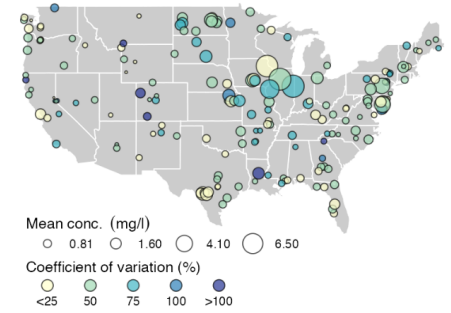 Mean conc. (mg/l)
0.81 1.60 4.10 6.50
Coefficient of variation (%)
<25 50 75 100 >100